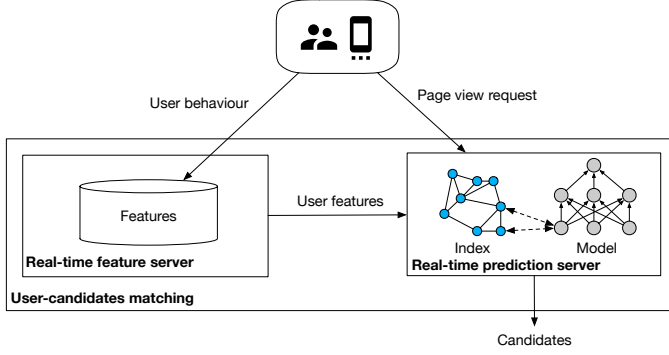 User behaviour
Page view request
Features
User features
Index
Model
Real-time feature server
Real-time prediction server
User-candidates matching
Candidates